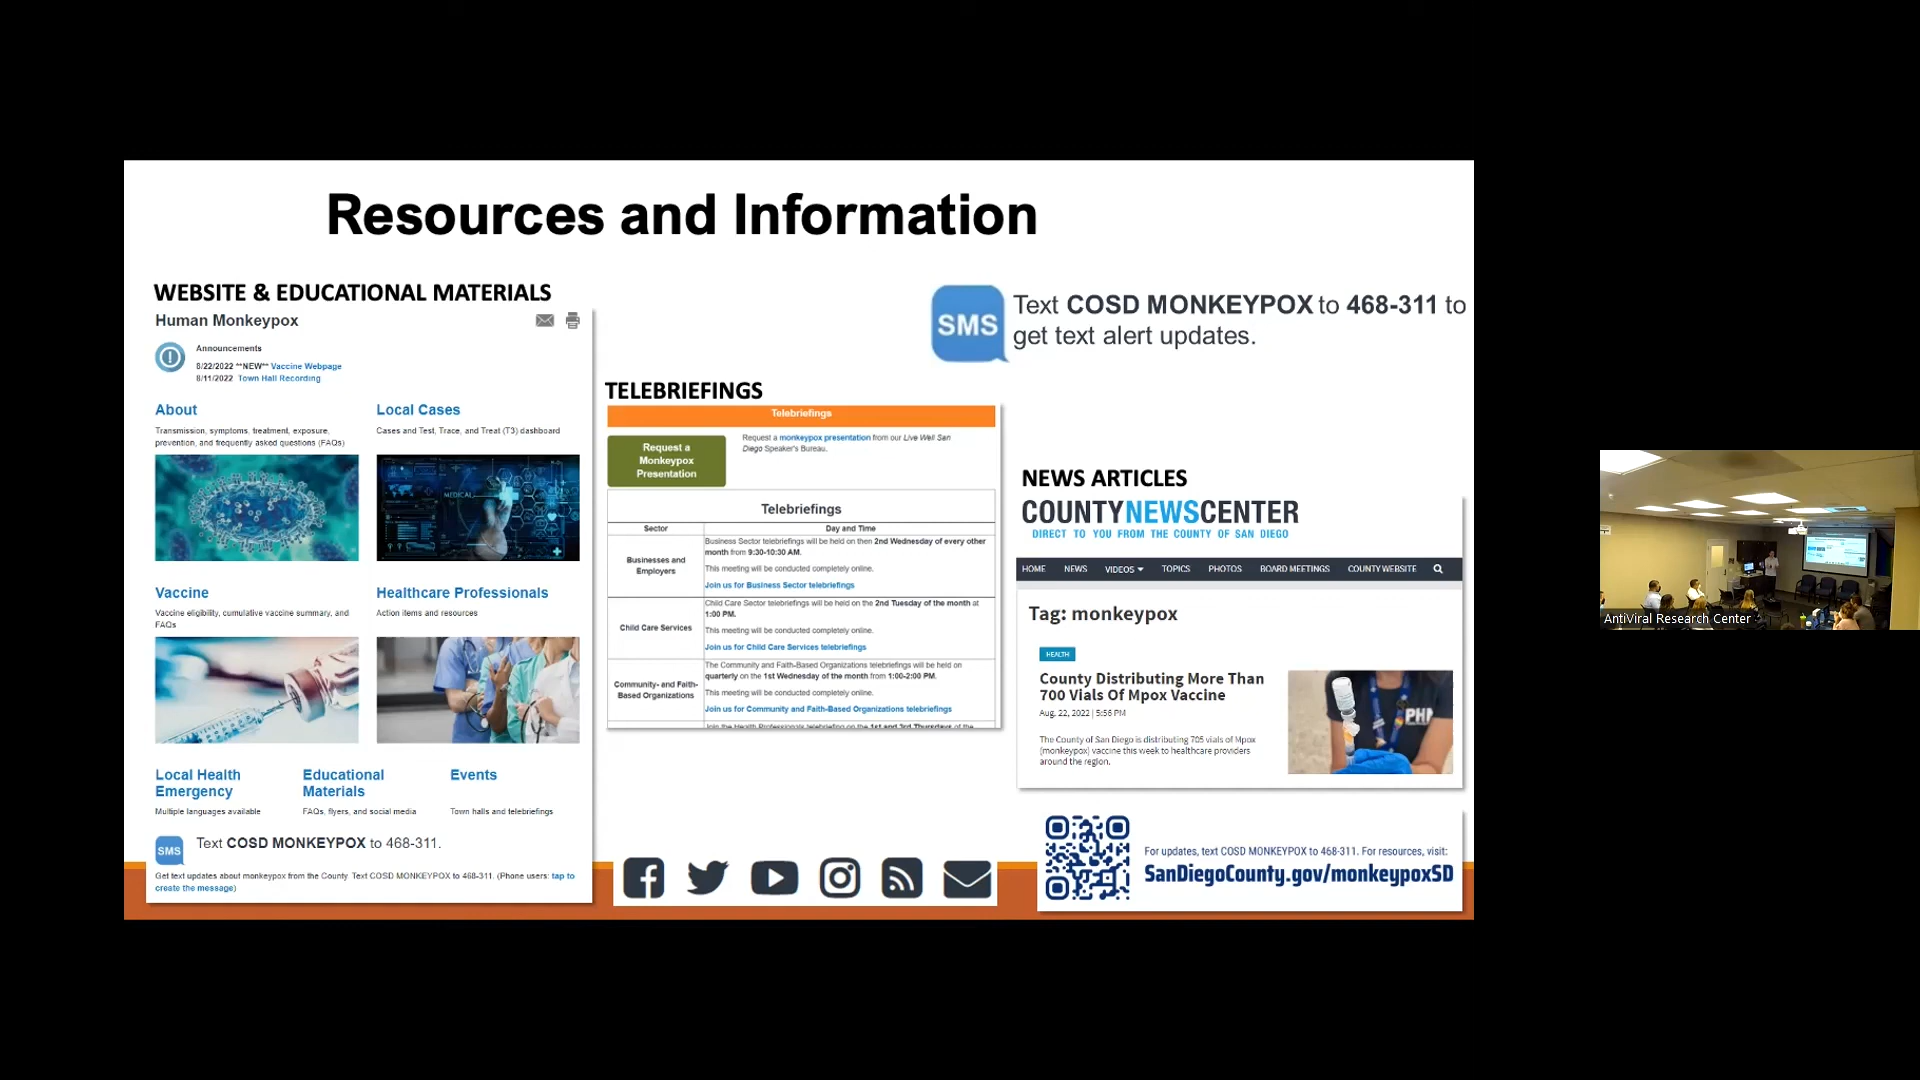 Resources and Information
WEBSITE & EDUCATIONAL MATERIALS
Human Monkeypox
Announcements
8/22/2022 **NEW** Vaccine Webpage
8/11/2022 Town Hall Recording
About
Transmission, symptoms, treatment, exposure,
prevention, and frequently asked questions (FAQs)
Local Cases
Cases and Test, Trace, and Treat (T3) dashboard
MEDICAL
Vaccine
Vaccine eligibility, cumulative vaccine summary, and
FAQs
Healthcare Professionals
Action items and resources
Local Health
Emergency
Multiple languages available
Educational
Materials
FAQs, flyers, and social media
Events
Town halls and telebriefings
SMS
Text COSD MONKEYPOX to 468-311.
Get text updates about monkeypox from the County. Text COSD MONKEYPOX to 468-311. (Phone users: tap to
create the message)
SMS
Text COSD MONKEYPOX to 468-311 to
get text alert updates.
TELEBRIEFINGS
Telebriefings
Request a
Monkeypox
Presentation
Request a monkeypox presentation from our Live Well San
Diego Speaker's Bureau.
Telebriefings
Sector
Day and Time
Businesses and
Employers
Business Sector telebriefings will be held on then 2nd Wednesday of every other
month from 9:30-10:30 AM.
This meeting will be conducted completely online.
Join us for Business Sector telebriefings
Child Care Services
Child Care Sector telebriefings will be held on the 2nd Tuesday of the month at
1:00 PM.
This meeting will be conducted completely online.
Join us for Child Care Services telebriefings
Community- and Faith-
Based Organizations
The Community and Faith-Based Organizations telebriefings will be held on
quarterly on the 1st Wednesday of the month from 1:00-2:00 PM.
This meeting will be conducted completely online.
Join us for Community and Faith-Based Organizations telebriefings
Join the Health Professionals telebriefing on the 1st and 3rd Thursdays of the
NEWS ARTICLES
COUNTYNEWSCENTER
DIRECT TO YOU FROM THE COUNTY OF SAN DIEGO
HOME NEWS VIDEOS TOPICS PHOTOS BOARD MEETINGS COUNTY WEBSITE
Tag: monkeypox
HEALTH
County Distributing More Than
700 Vials Of Mpox Vaccine
Aug. 22, 2022 | 5:56 PM
The County of San Diego is distributing 705 vials of Mpox
(monkeypox) vaccine this week to healthcare providers
around the region.
PH
For updates, text COSD MONKEYPOX to 468-311. For resources, visit:
SanDiegoCounty.gov/monkeypoxSD
AntiViral Research Center